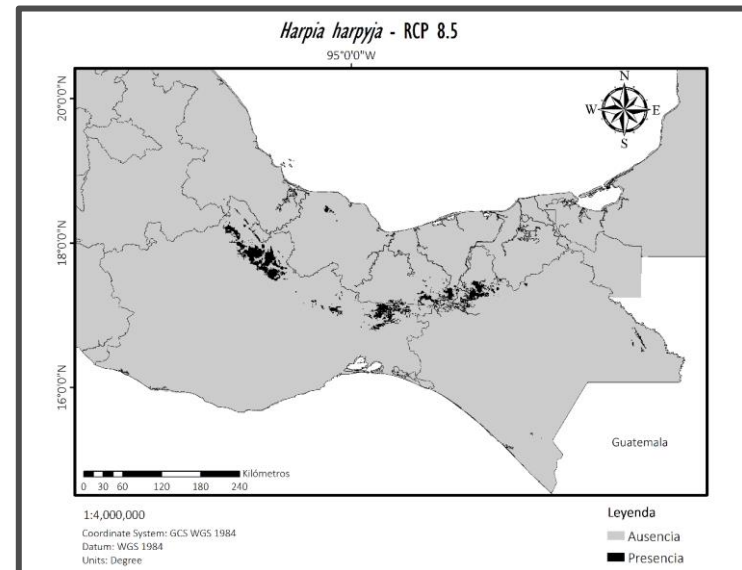 Harpia harpyja - RCP 8.5
95°0'0"W
20°0'0"N
N
W E
S
18°0'0"N
16°0'0"N
Guatemala
Kilómetros
0 30 60 120 180 240
1:4,000,000
Coordinate System: GCS WGS 1984
Datum: WGS 1984
Units: Degree
Leyenda
Ausencia
Presencia